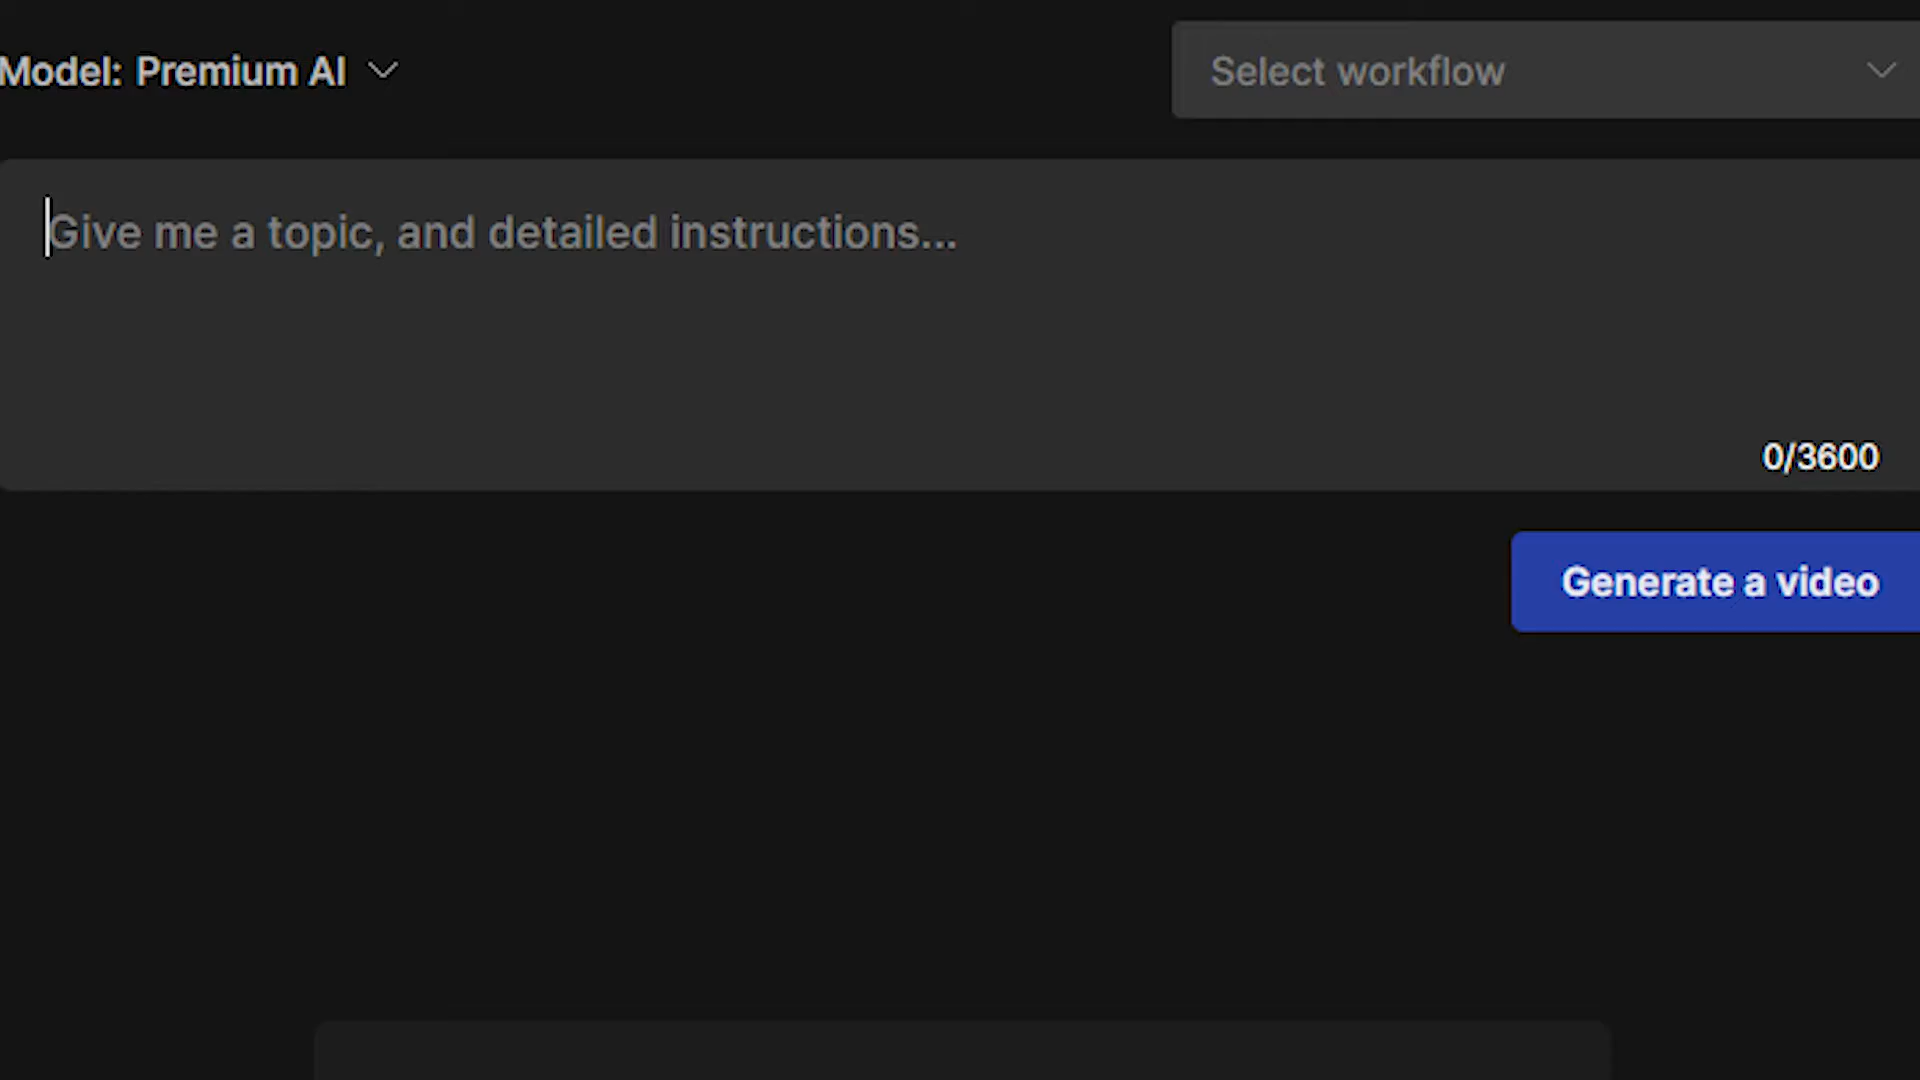 Model: Premium AI
Select workflow
Give me a topic, and detailed instructions...
0/3600
Generate a video